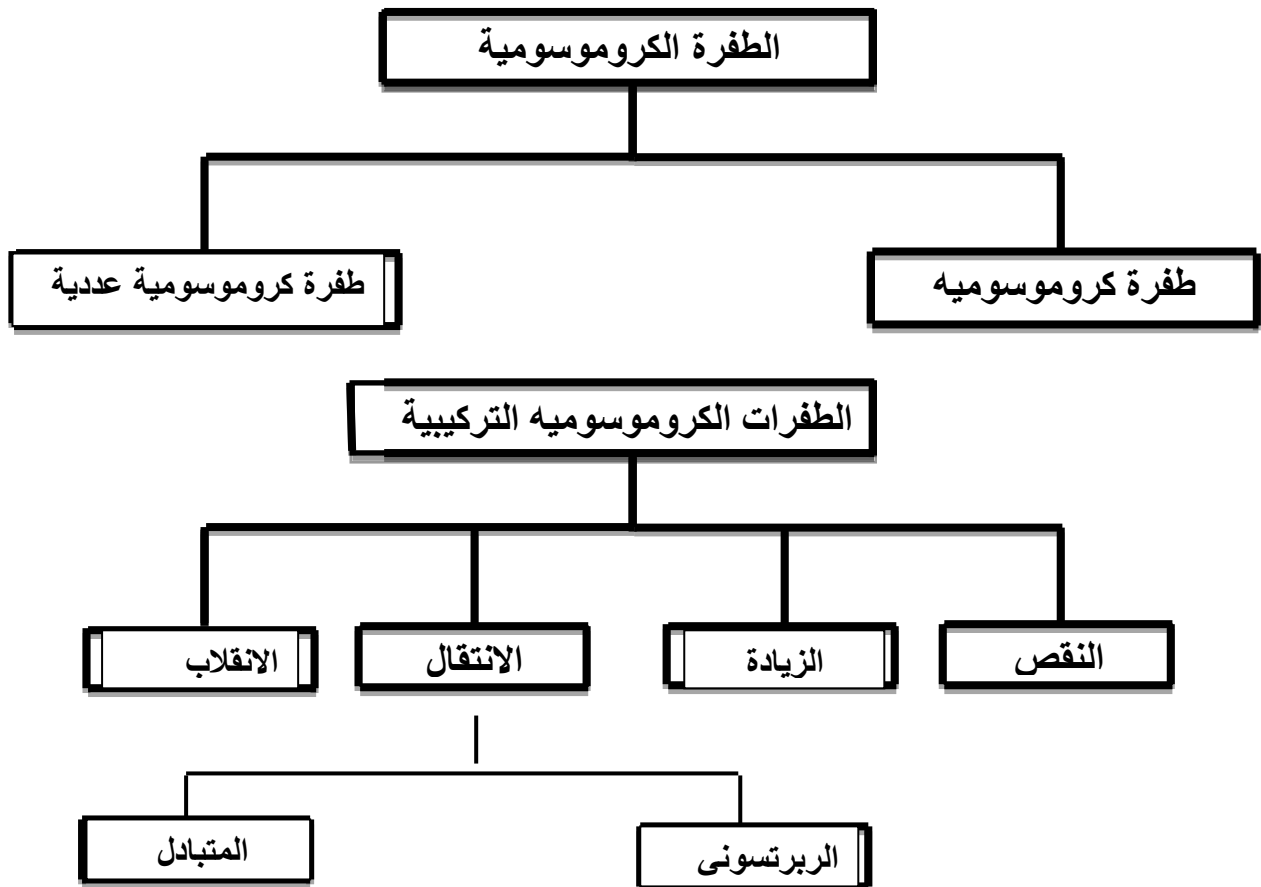 الطفرة الكروموسومية
طفرة كروموسوميه
طفرة كروموسومية عددية
الطفرات الكروموسوميه التركيبية
النقص
الزيادة
الانتقال
الانقلاب
الربرتسونى
المتبادل